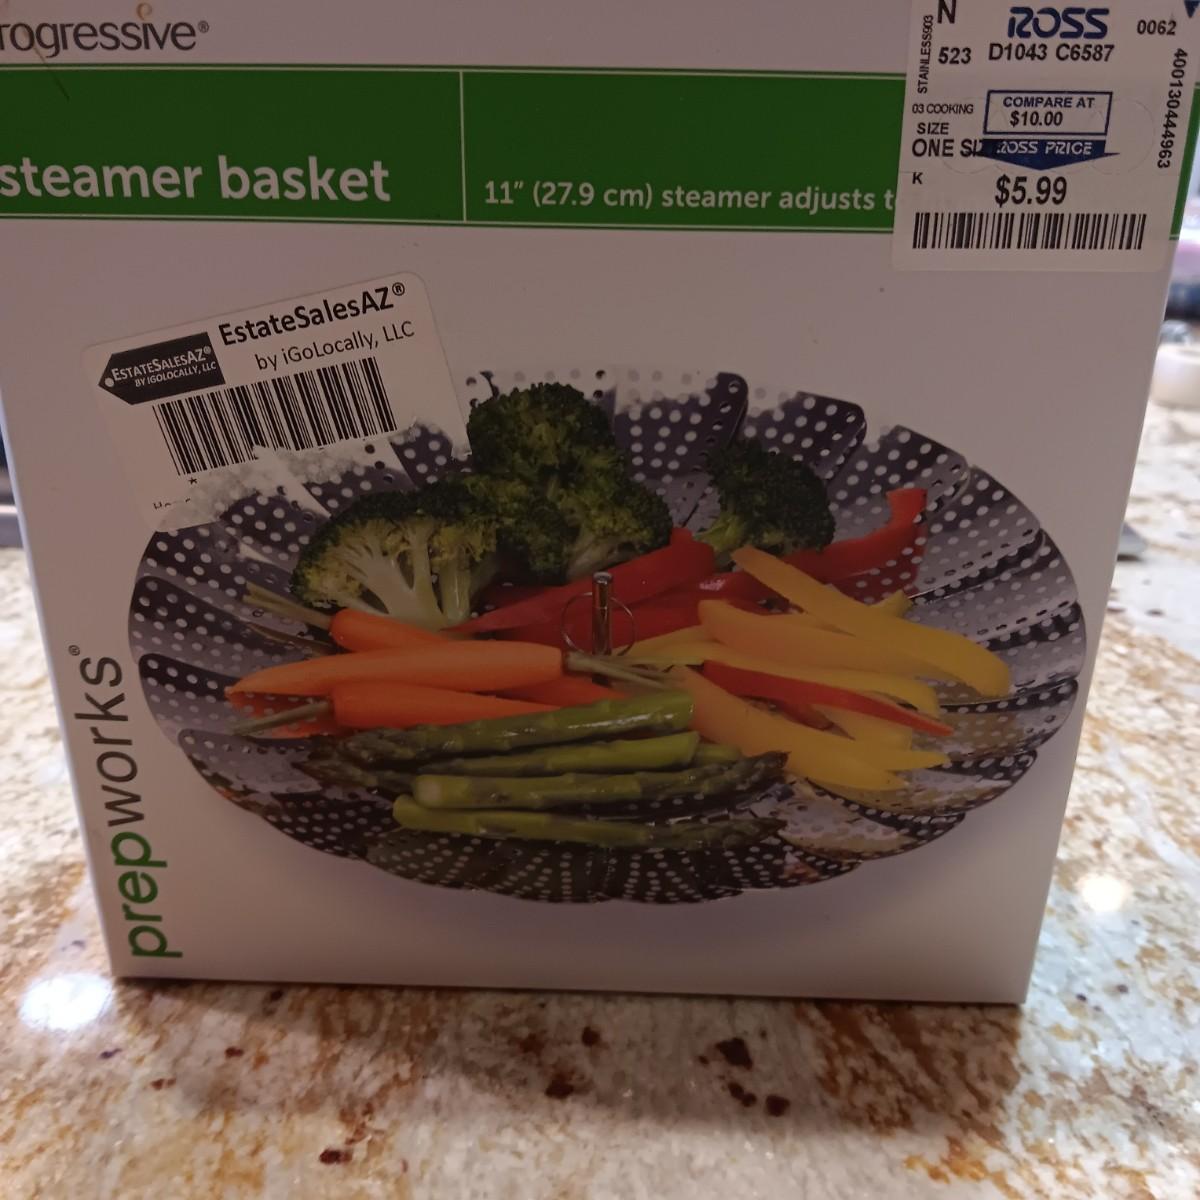 rogressive®
steamer basket
11" (27.9 cm) steamer adjusts t
STAINLESS903
N
ROSS
0062
523 D1043 C6587
400130444963
03 COOKING
COMPARE AT
$10.00
SIZE
ONE SI
ROSS PRICE
K
$5.99
EstateSalesAZ®
by iGoLocally, LLC
ESTATESALESAZ®
BY IGOLOCALLY, LLC
*
prepworks®